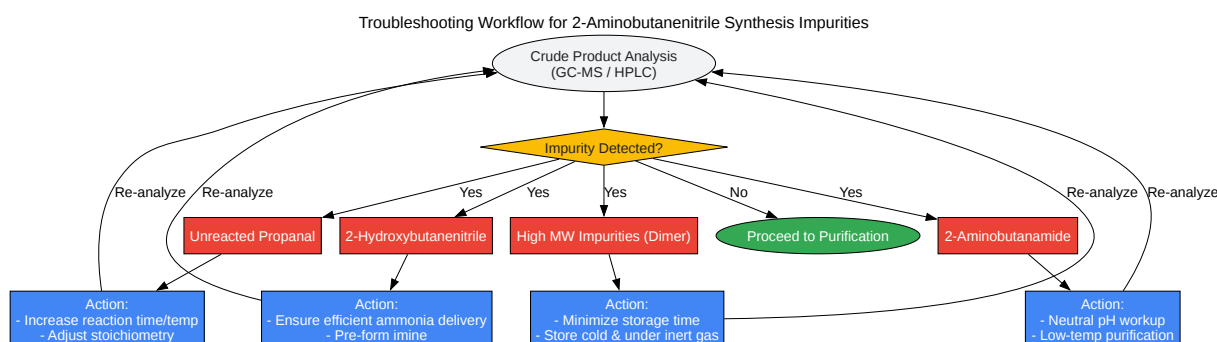 Troubleshooting Workflow for 2-Aminobutanenitrile Synthesis Impurities
Crude Product Analysis
(GC-MS / HPLC)
Impurity Detected?
Re-analyze
Re-analyze
Yes
Yes
Yes
No
Yes
Re-analyze
Re-analyze
Unreacted Propanal
2-Hydroxybutanenitrile
High MW Impurities (Dimer)
Proceed to Purification
2-Aminobutanamide
Action:
- Increase reaction time/temp
- Adjust stoichiometry
Action:
- Ensure efficient ammonia delivery
- Pre-form imine
Action:
- Minimize storage time
- Store cold & under inert gas
Action:
- Neutral pH workup
- Low-temp purification